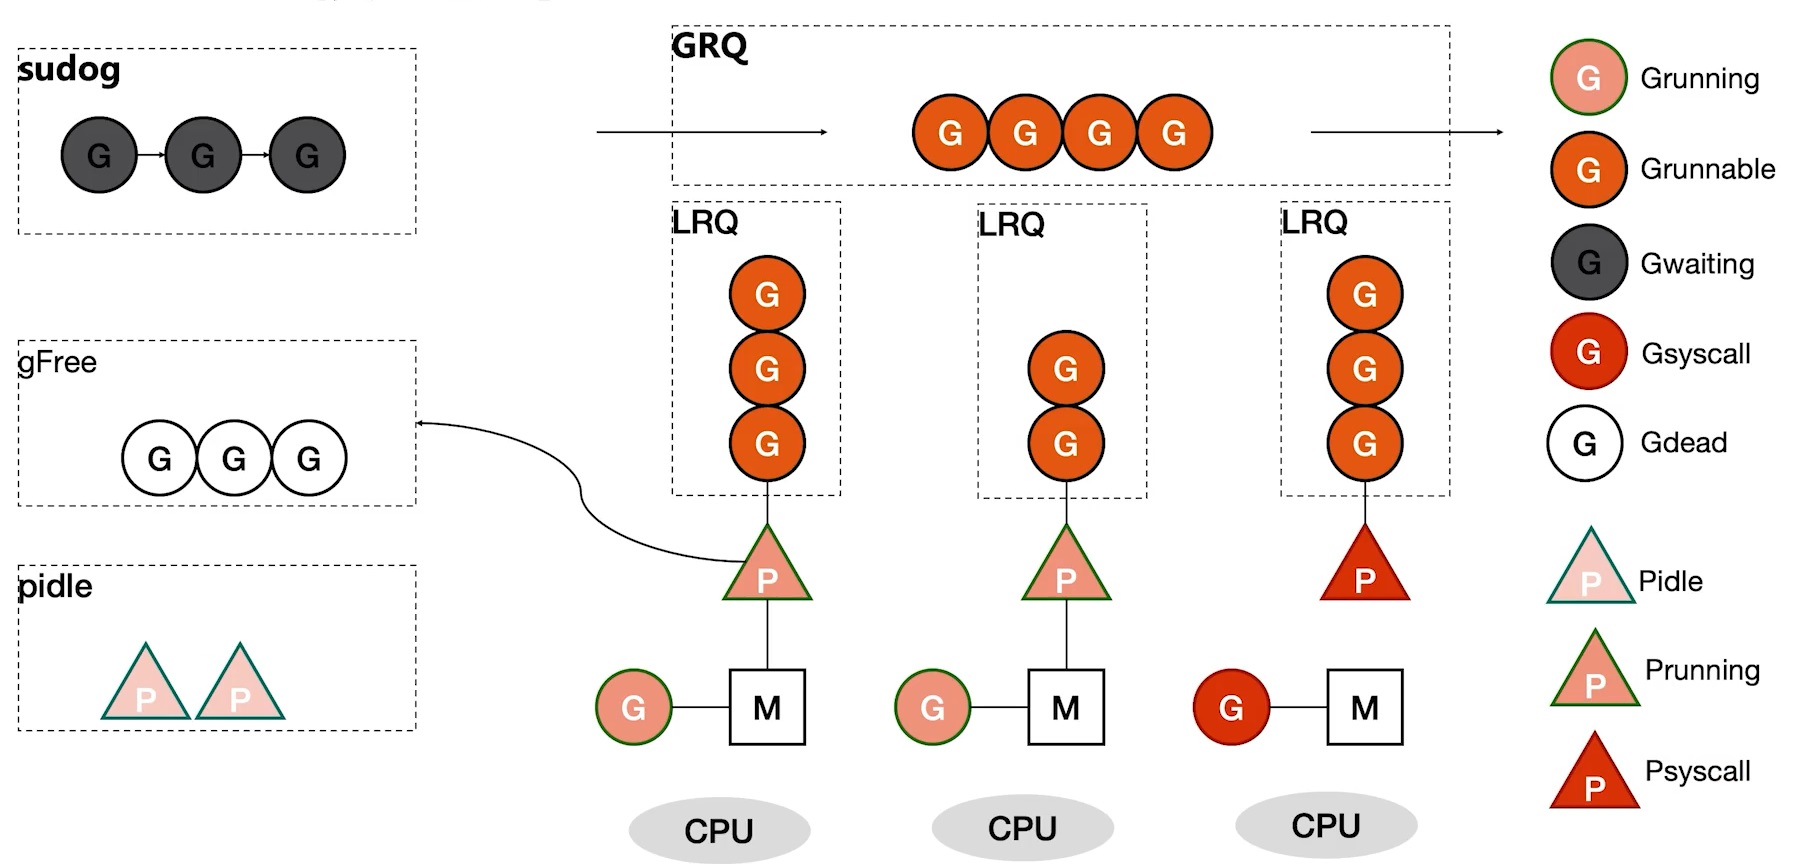 sudog
G G G
GRQ
G G G G
LRQ
G
G
G
LRQ
G
G
LRQ
G
G
G
gFree
G G G
pidle
P P
P
P
P
G M
G M
G M
CPU
CPU
CPU
G Grunning
G Grunnable
G Gwaiting
G Gsyscall
G Gdead
P Pidle
P Prunning
P Psyscall